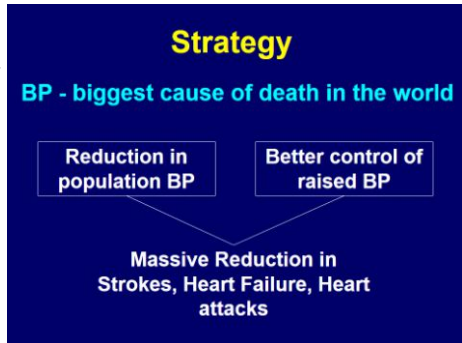 Strategy
BP - biggest cause of death in the world
Reduction in
population BP
Better control of
raised BP
Massive Reduction in
Strokes, Heart Failure, Heart
attacks